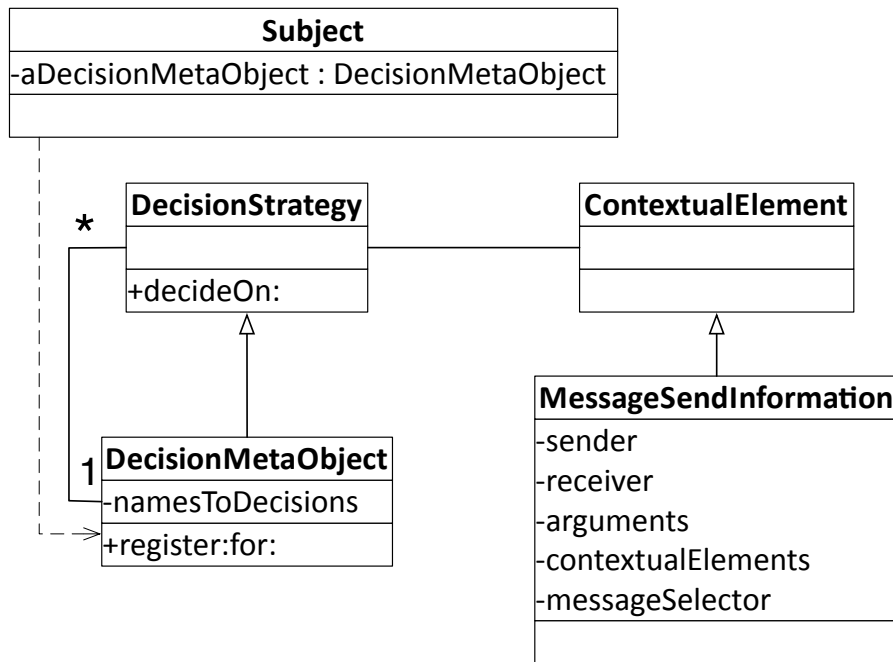 Subject
-aDecisionMetaObject : DecisionMetaObject
DecisionStrategy
+decideOn:
ContextualElement
*
1
DecisionMetaObject
-namesToDecisions
+register:for:
MessageSendInformation
-sender
-receiver
-arguments
-contextualElements
-messageSelector